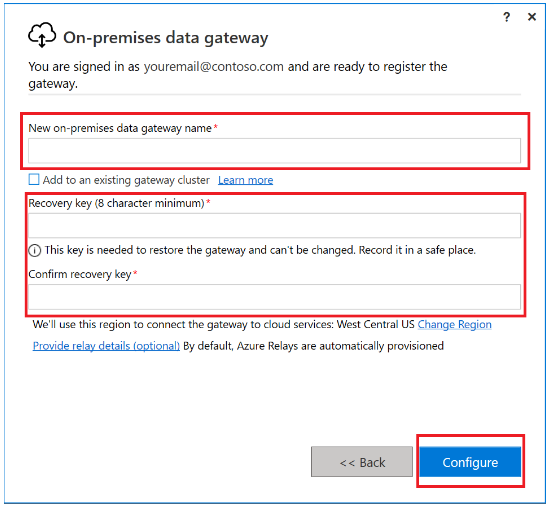 ? ×
On-premises data gateway
You are signed in as youremail@contoso.com and are ready to register the
gateway.
New on-premises data gateway name*
Add to an existing gateway cluster Learn more
Recovery key (8 character minimum)*
This key is needed to restore the gateway and can't be changed. Record it in a safe place.
Confirm recovery key*
We'll use this region to connect the gateway to cloud services: West Central US Change Region
Provide relay details (optional) By default, Azure Relays are automatically provisioned
<< Back Configure